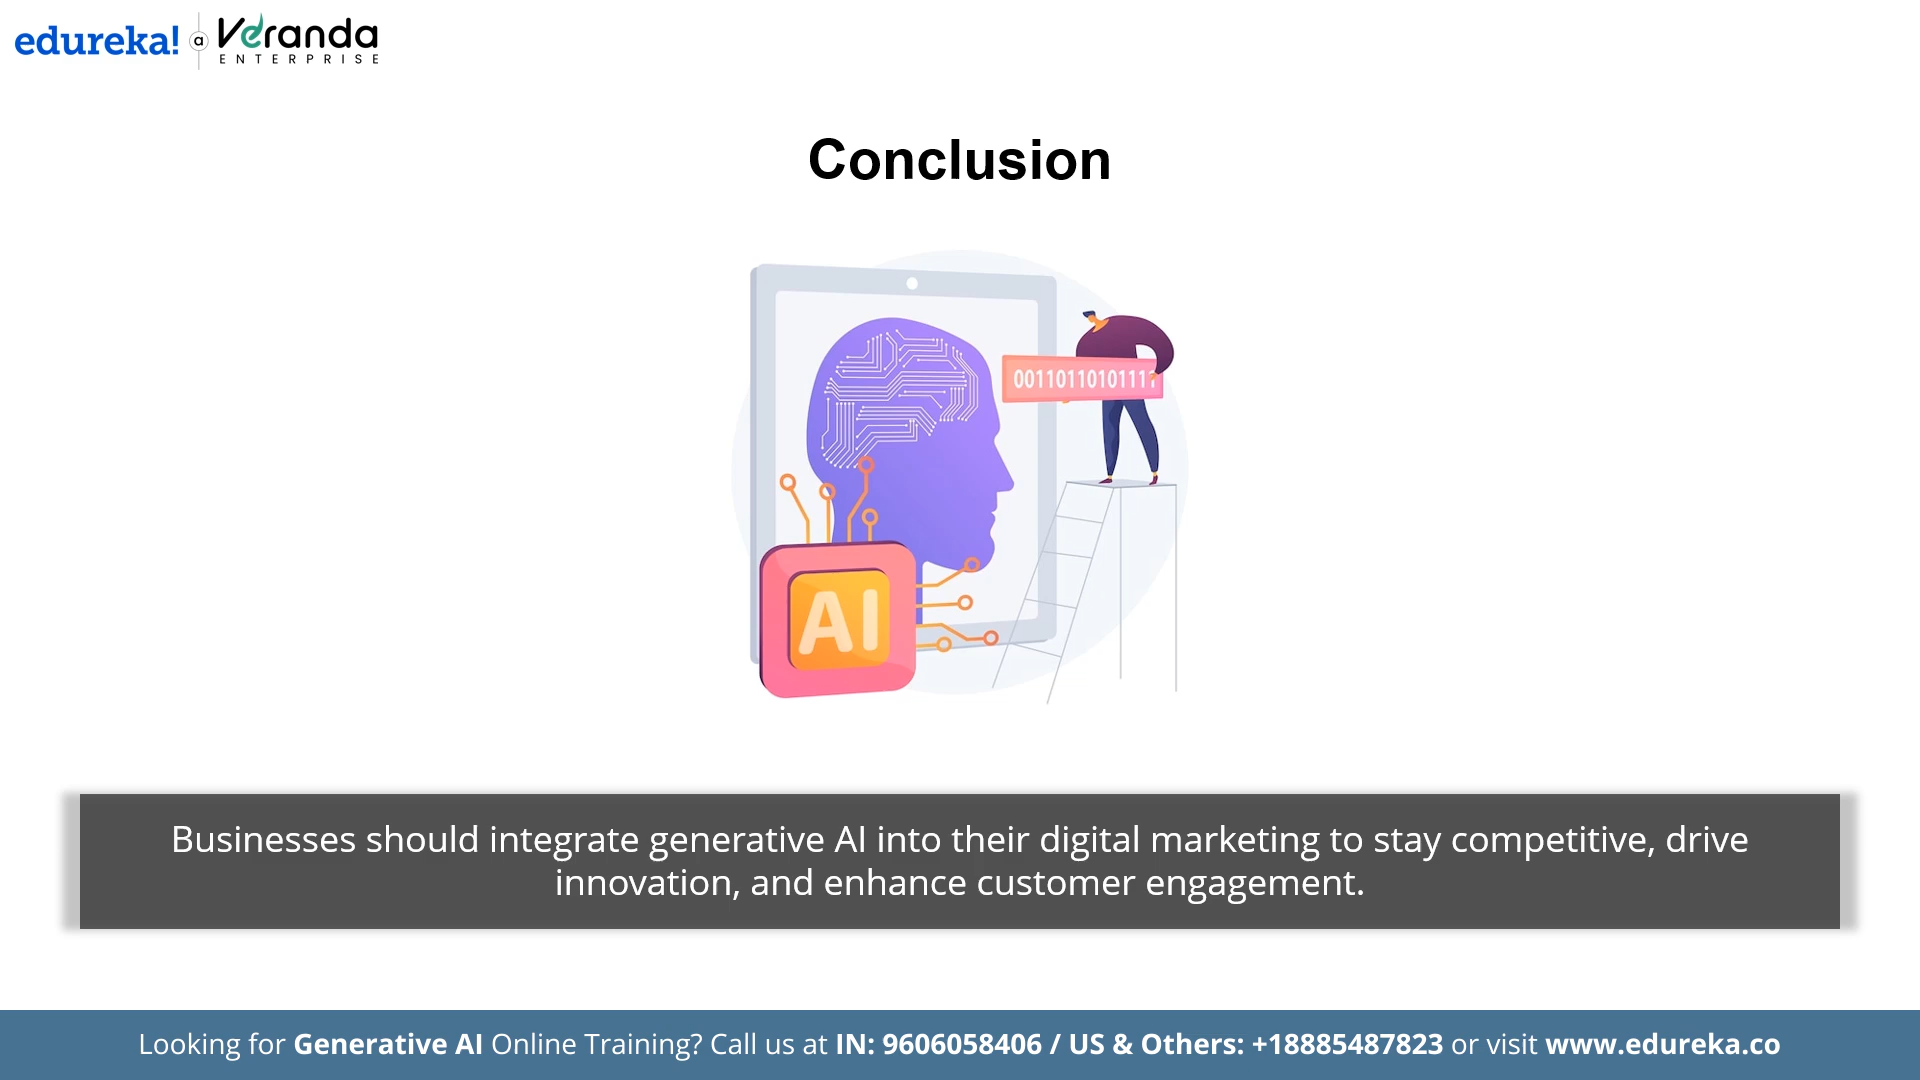 edureka! a Veranda
ENTERPRISE
Conclusion
00110110101111
AI
Businesses should integrate generative AI into their digital marketing to stay competitive, drive
innovation, and enhance customer engagement.
Looking for Generative AI Online Training? Call us at IN: 9606058406 / US & Others: +18885487823 or visit www.edureka.co